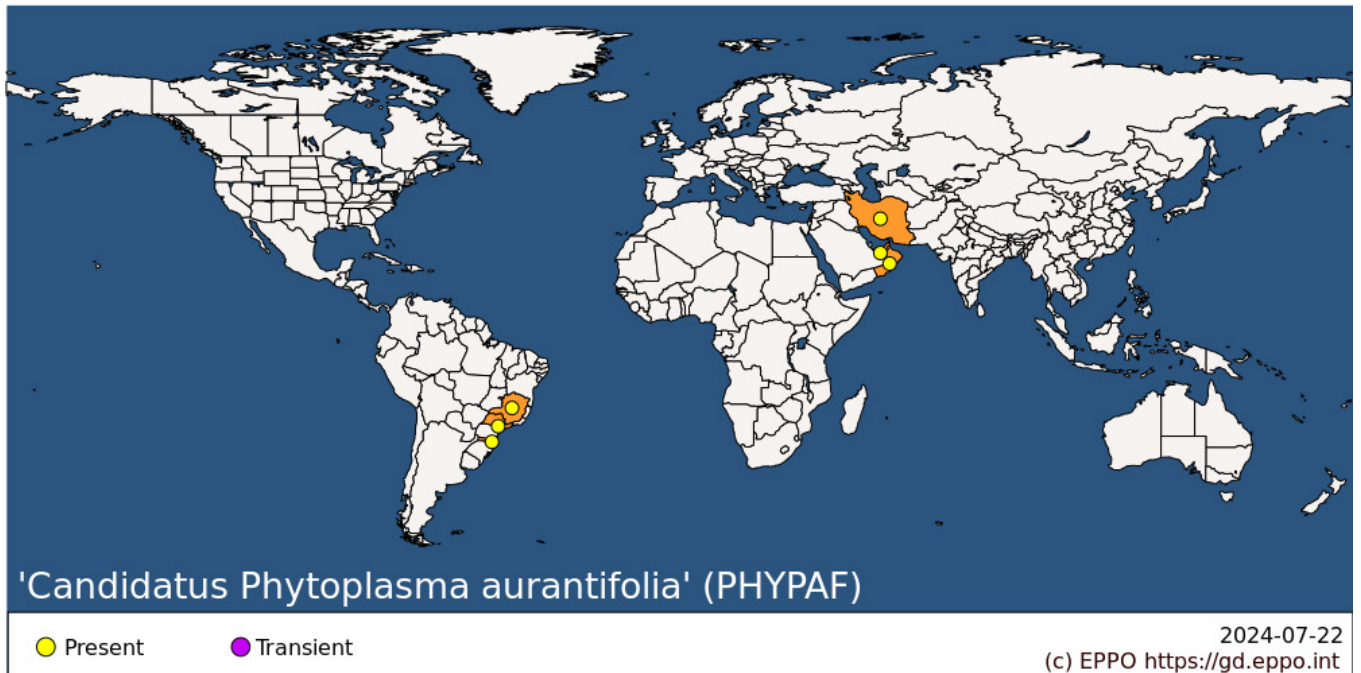 'Candidatus Phytoplasma aurantifolia' (PHYPAF)
Present
Transient
2024-07-22
(c) EPPO https://gd.eppo.int